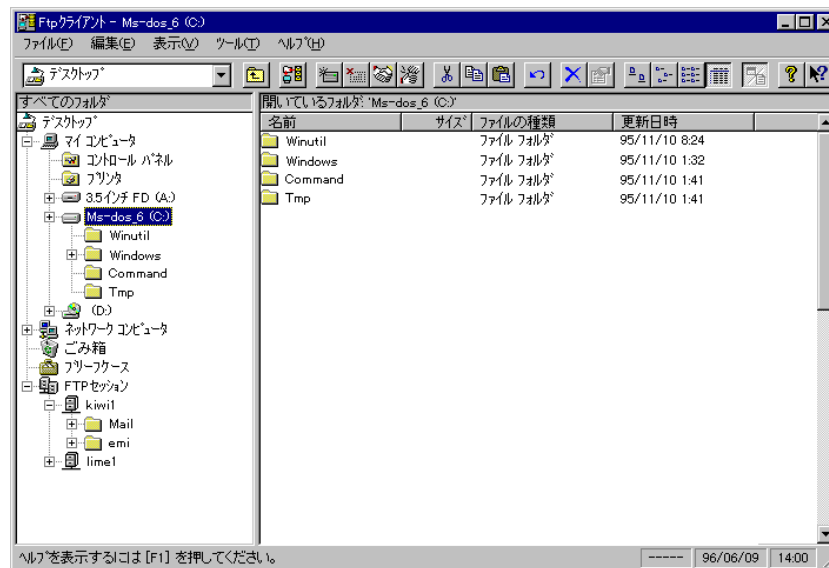 Ftpクライアント - Ms-dos_6 (C:)
ファイル(F) 編集(E) 表示(V) ツール(T) ヘルプ(H)
デスクトップ
すべてのフォルダ 開いているフォルダ: 'Ms-dos_6 (C:)'
デスクトップ
マイ コンピュータ
コントロール パネル
プリンタ
3.5インチ FD (A:)
Ms-dos_6 (C:)
Winutil
Windows
Command
Tmp
(D:)
ネットワーク コンピュータ
ごみ箱
ブリーフケース
FTPセッション
kiwi1
Mail
emi
lime1
名前 サイズ ファイルの種類 更新日時
Winutil ファイル フォルダ 95/11/10 8:24
Windows ファイル フォルダ 95/11/10 1:32
Command ファイル フォルダ 95/11/10 1:41
Tmp ファイル フォルダ 95/11/10 1:41
ヘルプを表示するには [F1] を押してください。 ----- 96/06/09 14:00